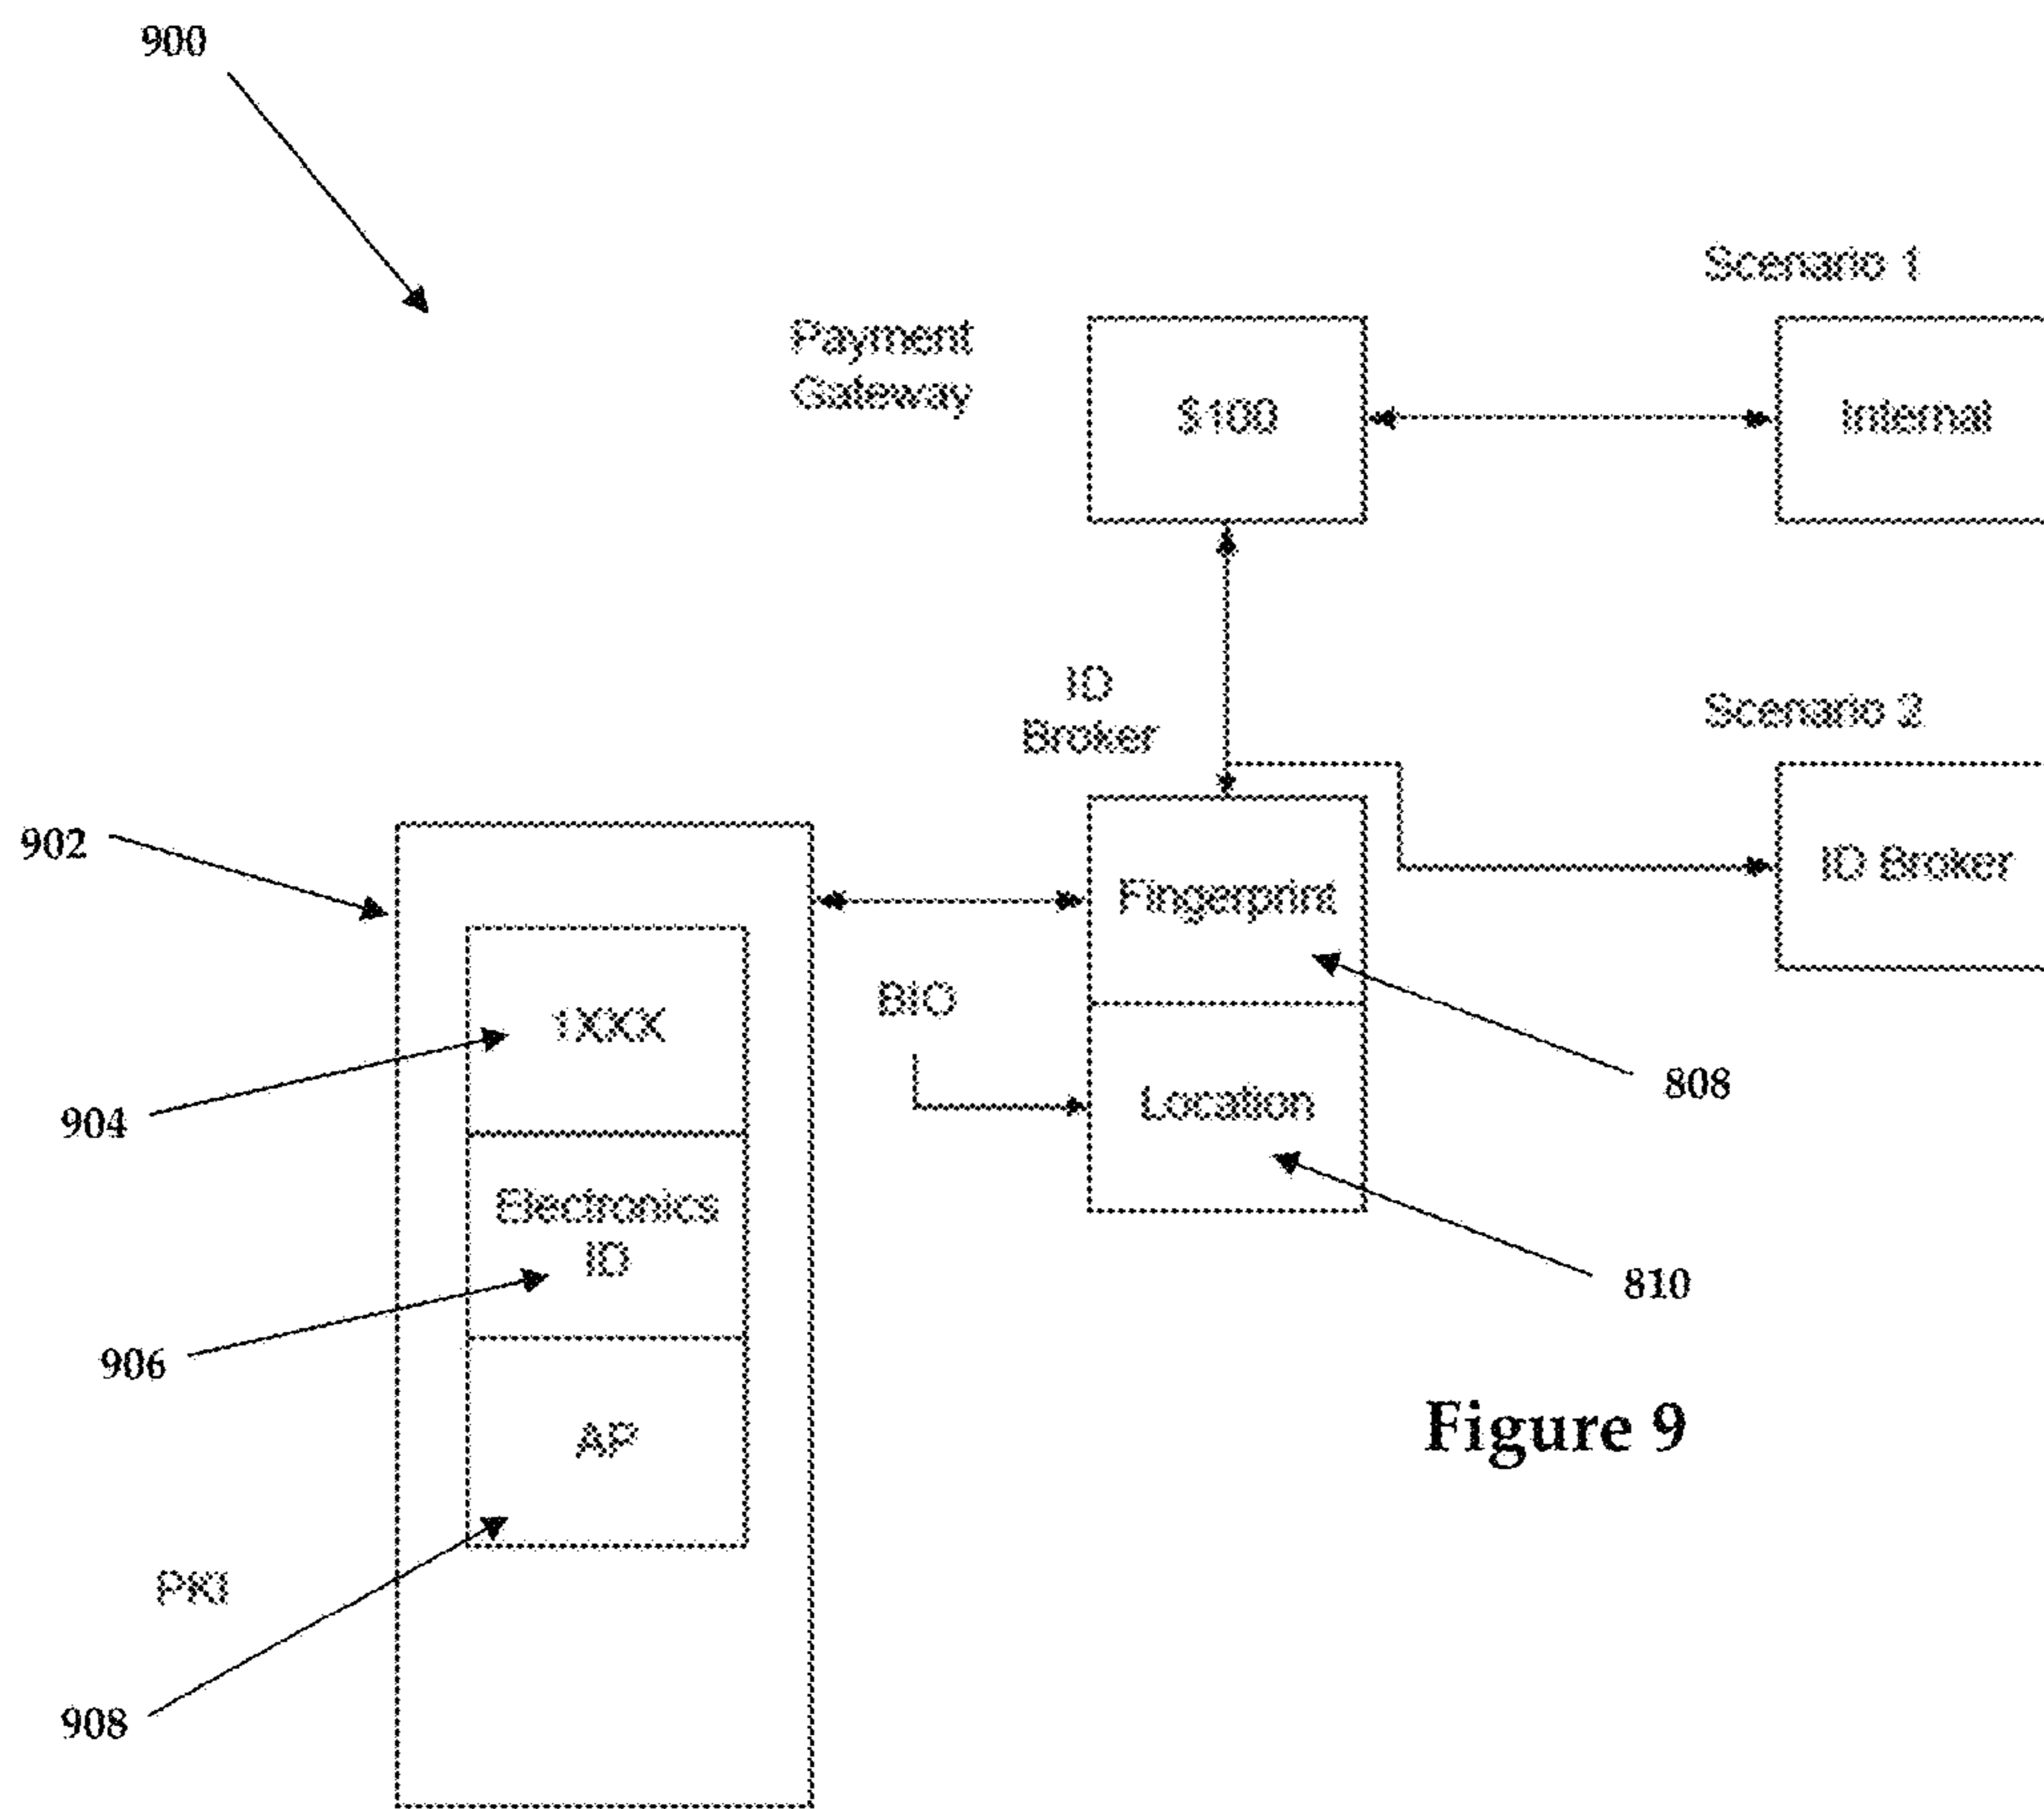 900
Scenario 1
Payment
Gateway
$100
Internal
ID
Broker
Scenario 2
902
Fingerprint
ID Broker
BIO
1XXX
904
808
Location
Electronics
ID
906
810
AP
Figure 9
PKI
908